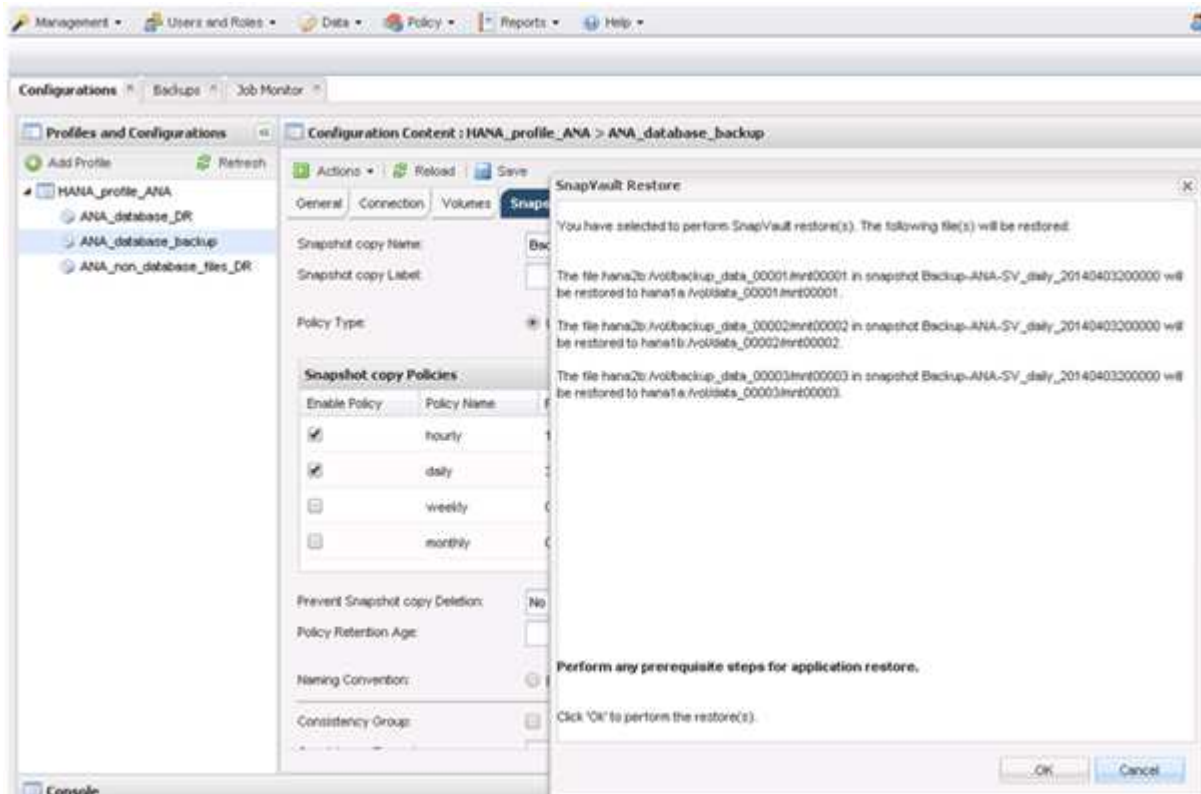 Management Users and Roles Data Policy Reports Help
Configurations Backups Job Monitor
Profiles and Configurations
Add Profile Refresh
HANA_profile_ANA
ANA_database_DR
ANA_database_backup
ANA_non_database_files_DR
Configuration Content : HANA_profile_ANA > ANA_database_backup
Actions Reload Save
General Connection Volumes Snaps
Snapshot copy Name: Bac
Snapshot copy Label:
Policy Type:
Snapshot copy Policies
Enable Policy Policy Name
hourly
daily
weekly
monthly
Prevent Snapshot copy Deletion: No
Policy Retention Age:
Naming Convention:
Consistency Group:
SnapVault Restore
You have selected to perform SnapVault restore(s). The following file(s) will be restored.
The file hana2b:/vol/backup_data_00001/mnt00001 in snapshot Backup-ANA-SV_daily_20140403200000 will
be restored to hana1a:/vol/data_00001/mnt00001.
The file hana2b:/vol/backup_data_00002/mnt00002 in snapshot Backup-ANA-SV_daily_20140403200000 will
be restored to hana1b:/vol/data_00002/mnt00002.
The file hana2b:/vol/backup_data_00003/mnt00003 in snapshot Backup-ANA-SV_daily_20140403200000 will
be restored to hana1a:/vol/data_00003/mnt00003.
Perform any prerequisite steps for application restore.
Click 'Ok' to perform the restore(s).
OK Cancel
Console